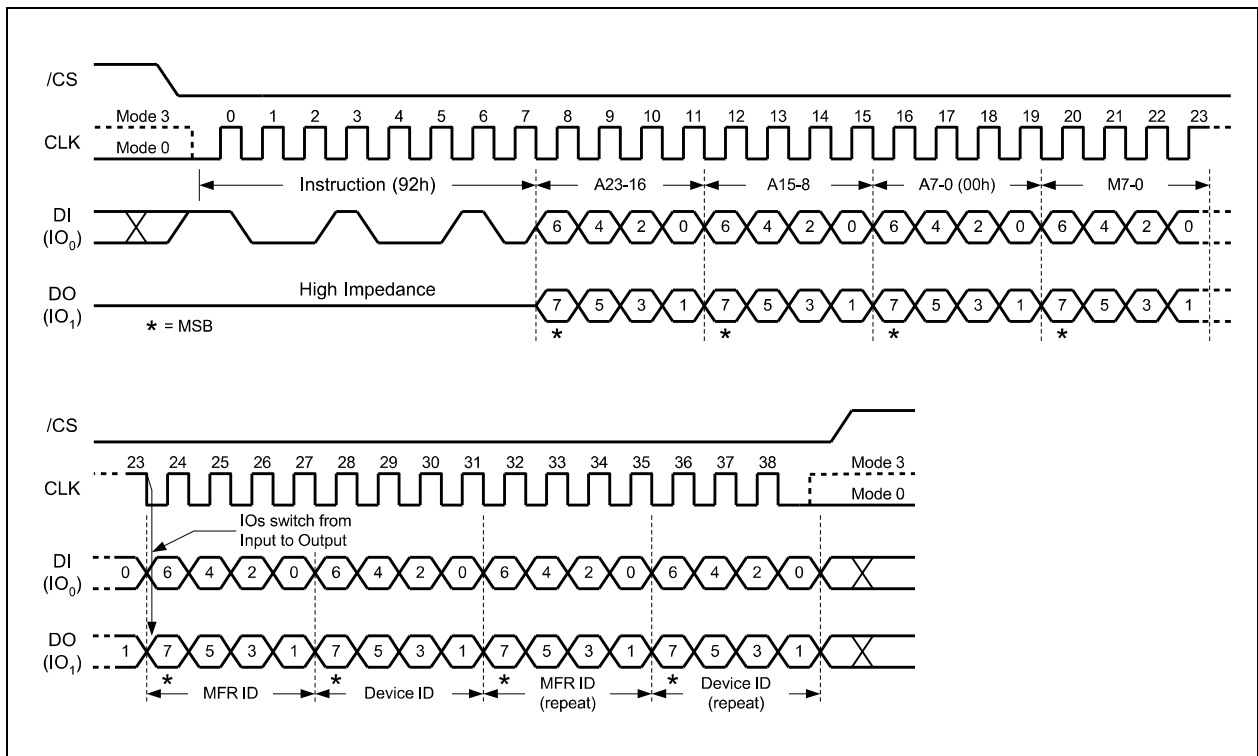 /CS
Mode 3 0 1 2 3 4 5 6 7 8 9 10 11 12 13 14 15 16 17 18 19 20 21 22 23
CLK Mode 0
Instruction (92h) A23-16 A15-8 A7-0 (00h) M7-0
DI
(IO0) 6 4 2 0 6 4 2 0 6 4 2 0 6 4 2 0
High Impedance
DO
(IO1) 7 5 3 1 7 5 3 1 7 5 3 1 7 5 3 1
* = MSB * * * *
/CS
23 24 25 26 27 28 29 30 31 32 33 34 35 36 37 38 Mode 3
CLK Mode 0
IOs switch from
Input to Output
DI
(IO0) 0 6 4 2 0 6 4 2 0 6 4 2 0 6 4 2 0
DO
(IO1) 1 7 5 3 1 7 5 3 1 7 5 3 1 7 5 3 1
* * * *
MFR ID Device ID MFR ID
(repeat) Device ID
(repeat)